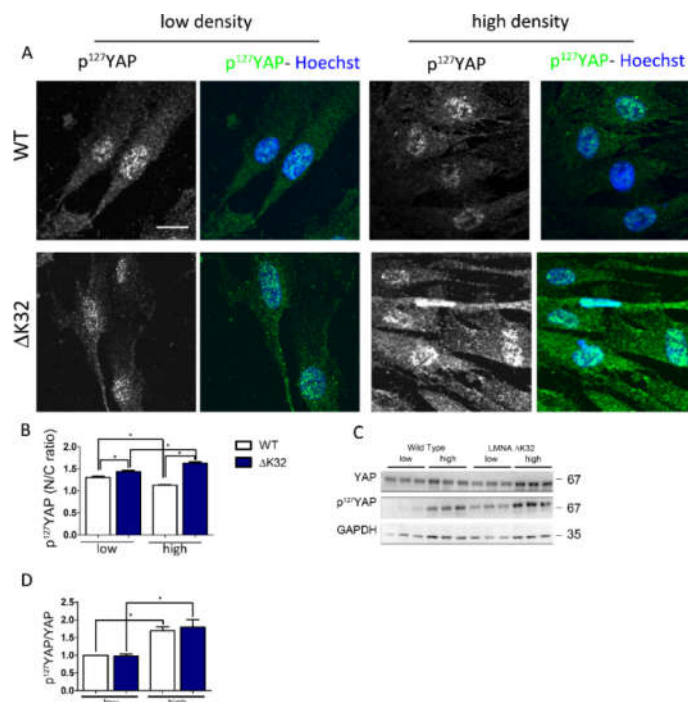 low density high density
A p¹²⁷YAP p¹²⁷YAP- Hoechst p¹²⁷YAP p¹²⁷YAP- Hoechst
WT
ΔK32
B C
p¹²⁷YAP (N/C ratio)
2.0
1.5
1.0
0.5
0.0
* * * *
low high
WT
ΔK32
Wild Type LMNA ΔK32
low high low high
YAP - 67
p¹²⁷YAP - 67
GAPDH - 35
D
p¹²⁷YAP/YAP
2.5
2.0
1.5
1.0
0.5
0.0
* *
low high